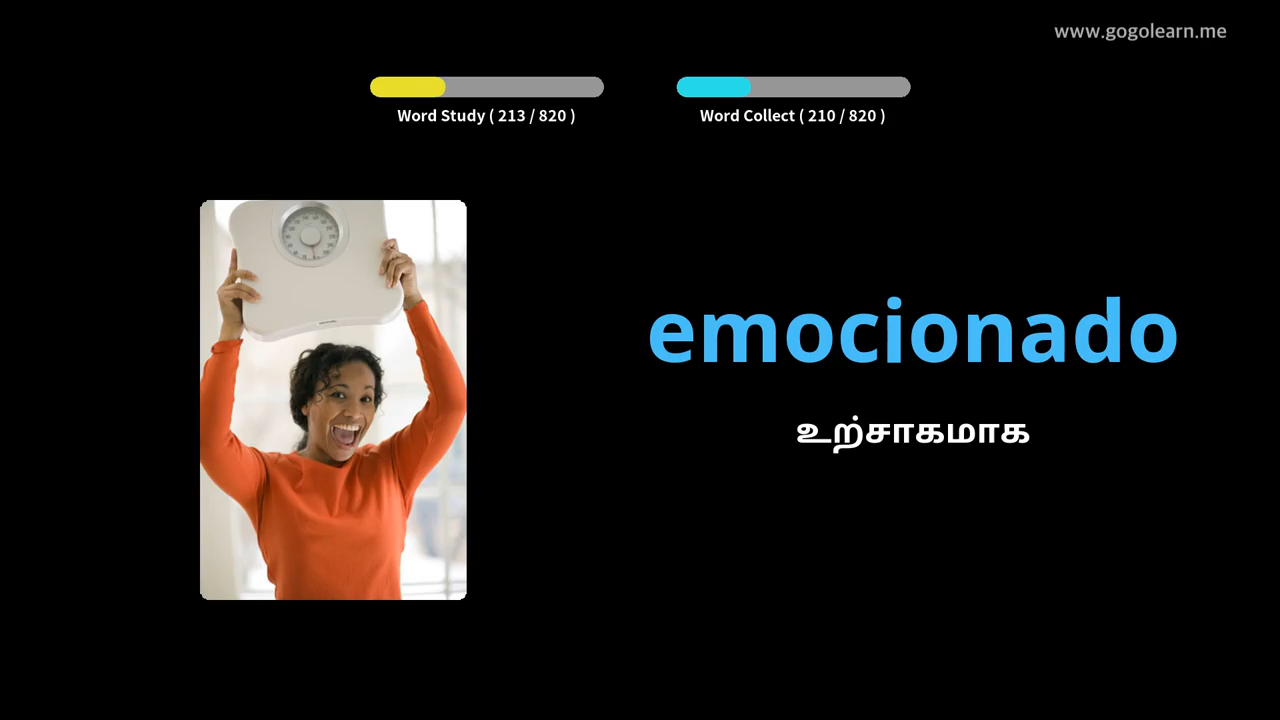 www.gogolearn.me
Word Study ( 213 / 820 )
Word Collect ( 210 / 820 )
emocionado
உற்சாகமாக